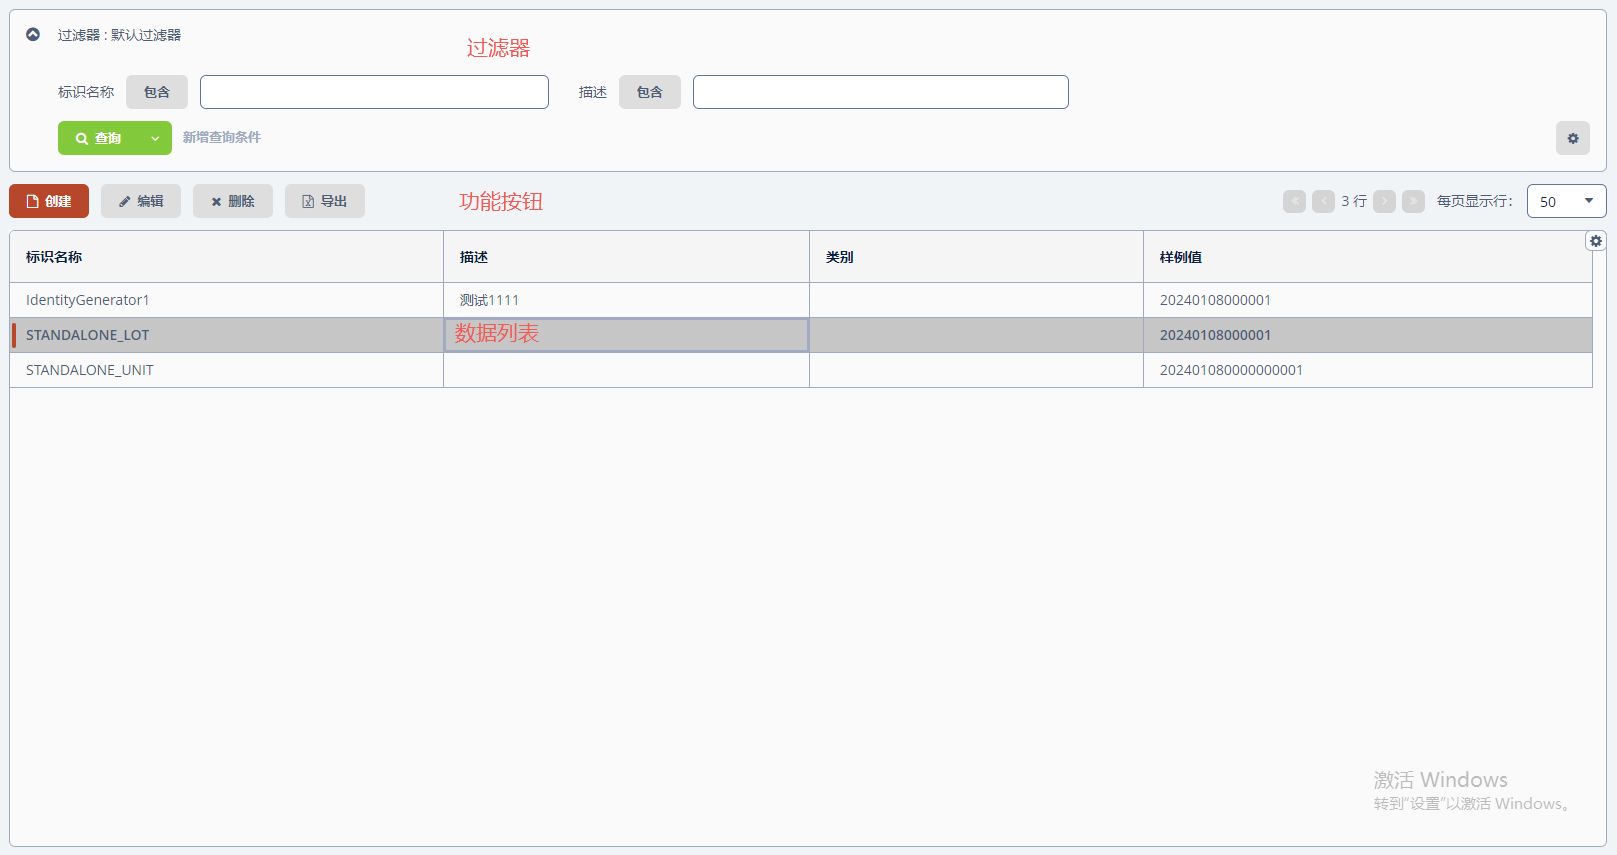 过滤器 : 默认过滤器
过滤器
标识名称 包含 描述 包含
查询 新增查询条件
创建 编辑 删除 导出 功能按钮 3 行 每页显示行: 50
标识名称 描述 类别 样例值
IdentityGenerator1 测试1111 20240108000001
STANDALONE_LOT 数据列表 20240108000001
STANDALONE_UNIT 202401080000000001
激活 Windows
转到"设置"以激活 Windows。